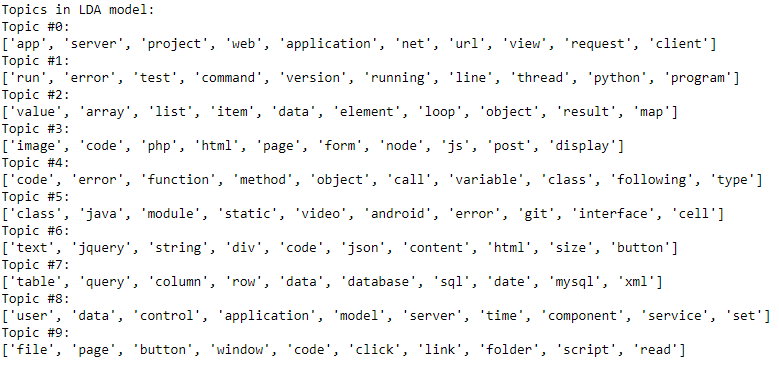 Topics in LDA model:
Topic #0:
['app', 'server', 'project', 'web', 'application', 'net', 'url', 'view', 'request', 'client']
Topic #1:
['run', 'error', 'test', 'command', 'version', 'running', 'line', 'thread', 'python', 'program']
Topic #2:
['value', 'array', 'list', 'item', 'data', 'element', 'loop', 'object', 'result', 'map']
Topic #3:
['image', 'code', 'php', 'html', 'page', 'form', 'node', 'js', 'post', 'display']
Topic #4:
['code', 'error', 'function', 'method', 'object', 'call', 'variable', 'class', 'following', 'type']
Topic #5:
['class', 'java', 'module', 'static', 'video', 'android', 'error', 'git', 'interface', 'cell']
Topic #6:
['text', 'jquery', 'string', 'div', 'code', 'json', 'content', 'html', 'size', 'button']
Topic #7:
['table', 'query', 'column', 'row', 'data', 'database', 'sql', 'date', 'mysql', 'xml']
Topic #8:
['user', 'data', 'control', 'application', 'model', 'server', 'time', 'component', 'service', 'set']
Topic #9:
['file', 'page', 'button', 'window', 'code', 'click', 'link', 'folder', 'script', 'read']